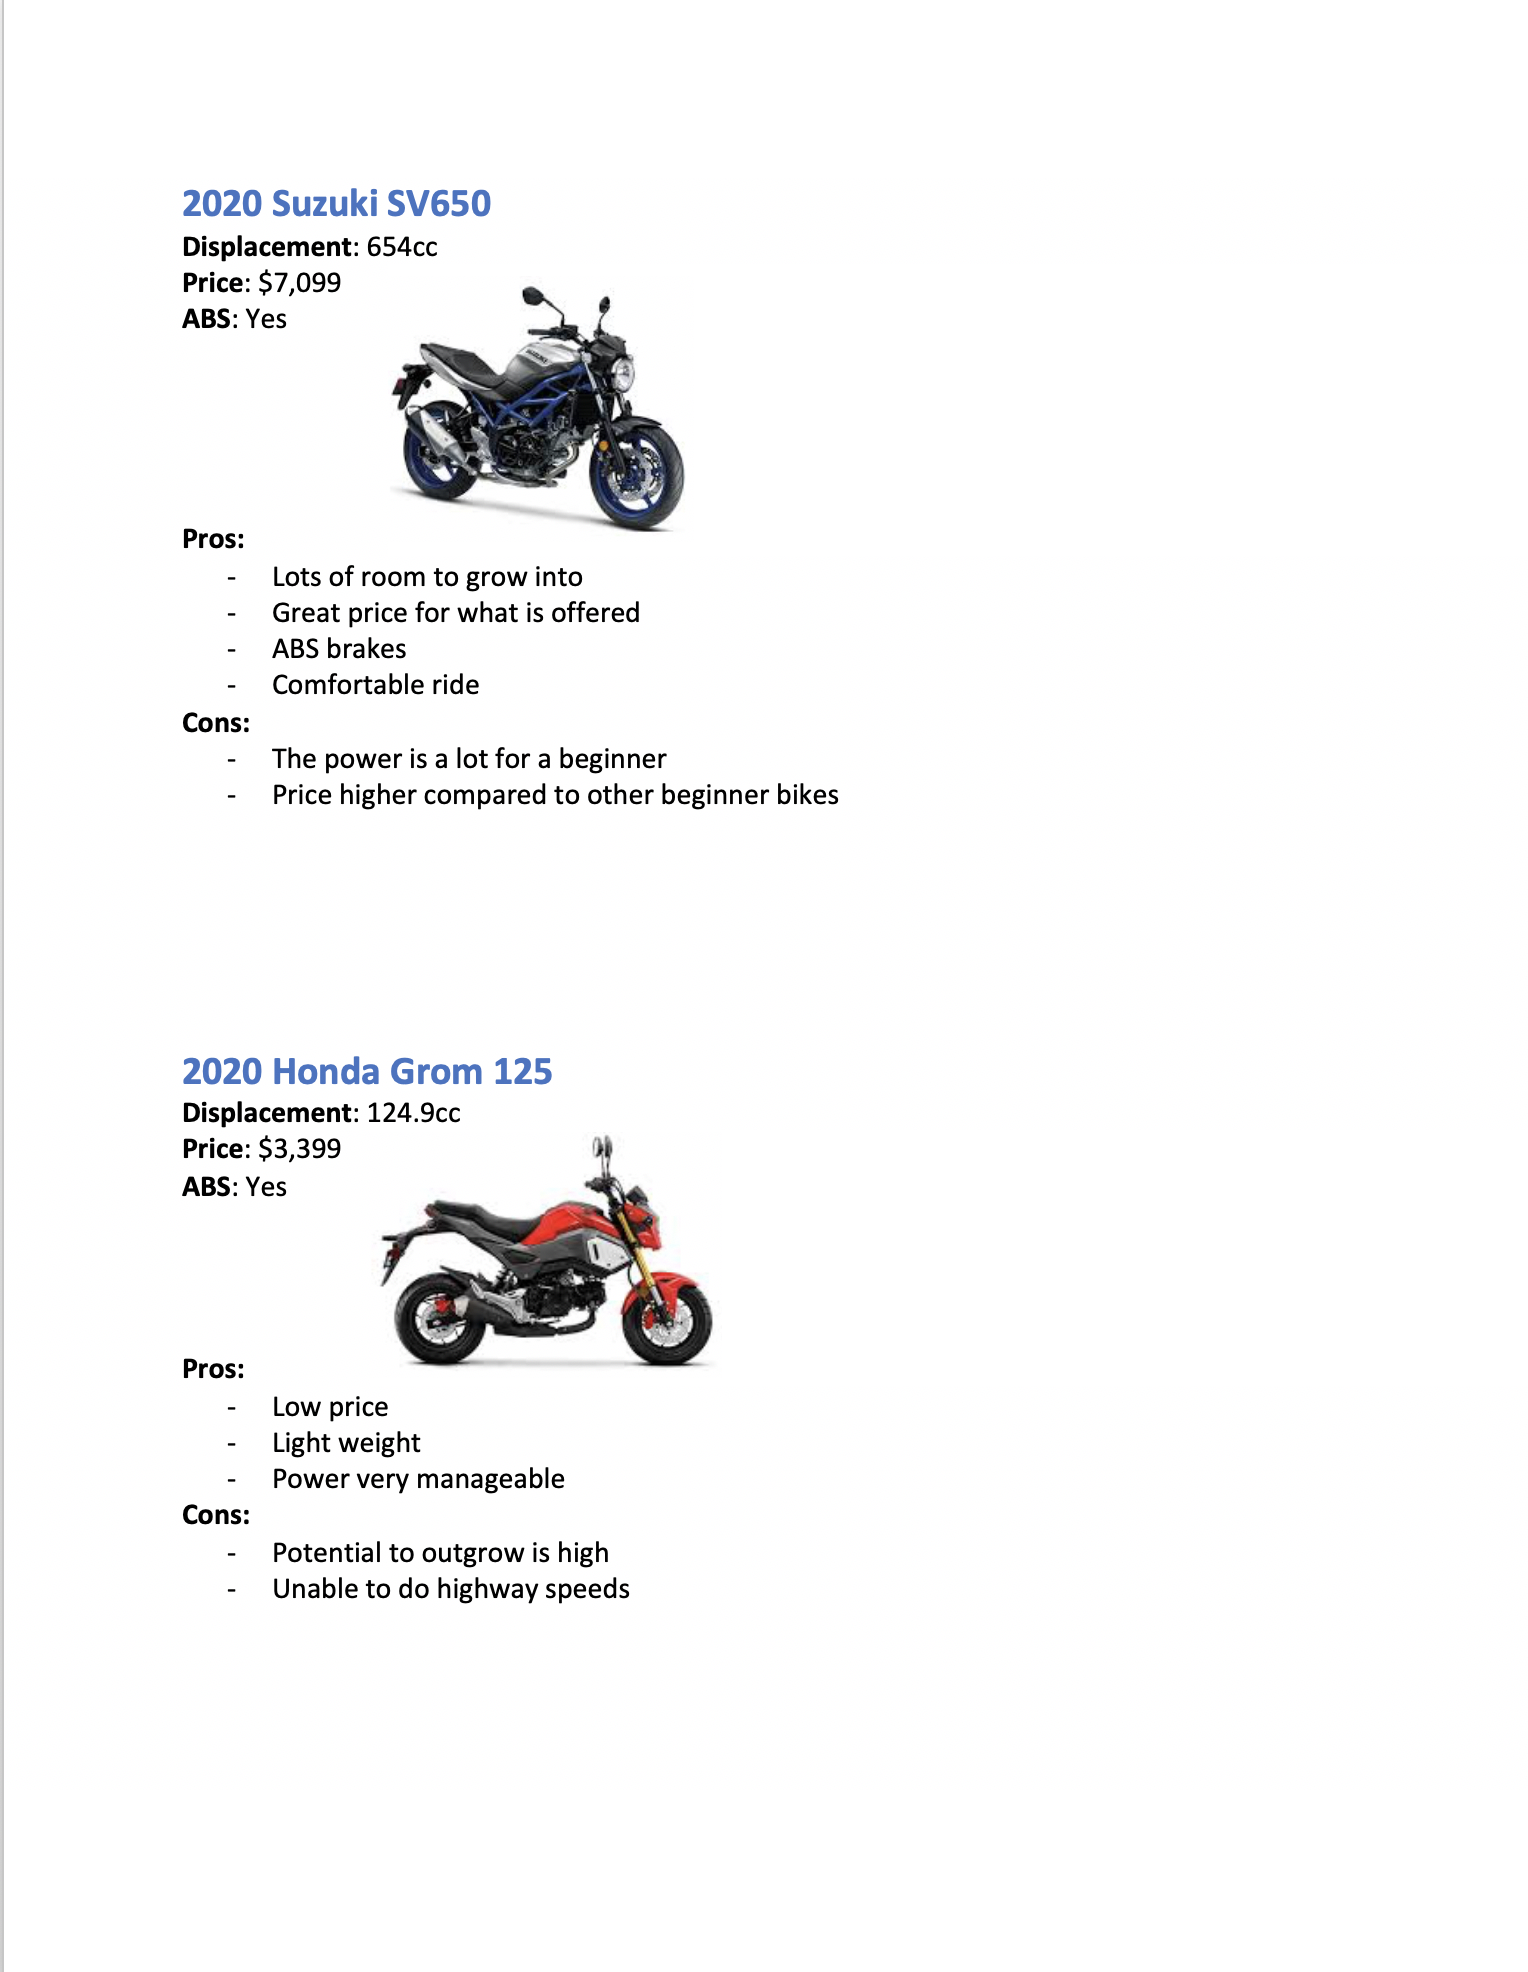 2020 Suzuki SV650
Displacement: 654cc
Price: $7,099
ABS: Yes
SUZUKI
Pros:
- Lots of room to grow into
- Great price for what is offered
- ABS brakes
- Comfortable ride
Cons:
- The power is a lot for a beginner
- Price higher compared to other beginner bikes
2020 Honda Grom 125
Displacement: 124.9cc
Price: $3,399
ABS: Yes
Pros:
- Low price
- Light weight
- Power very manageable
Cons:
- Potential to outgrow is high
- Unable to do highway speeds